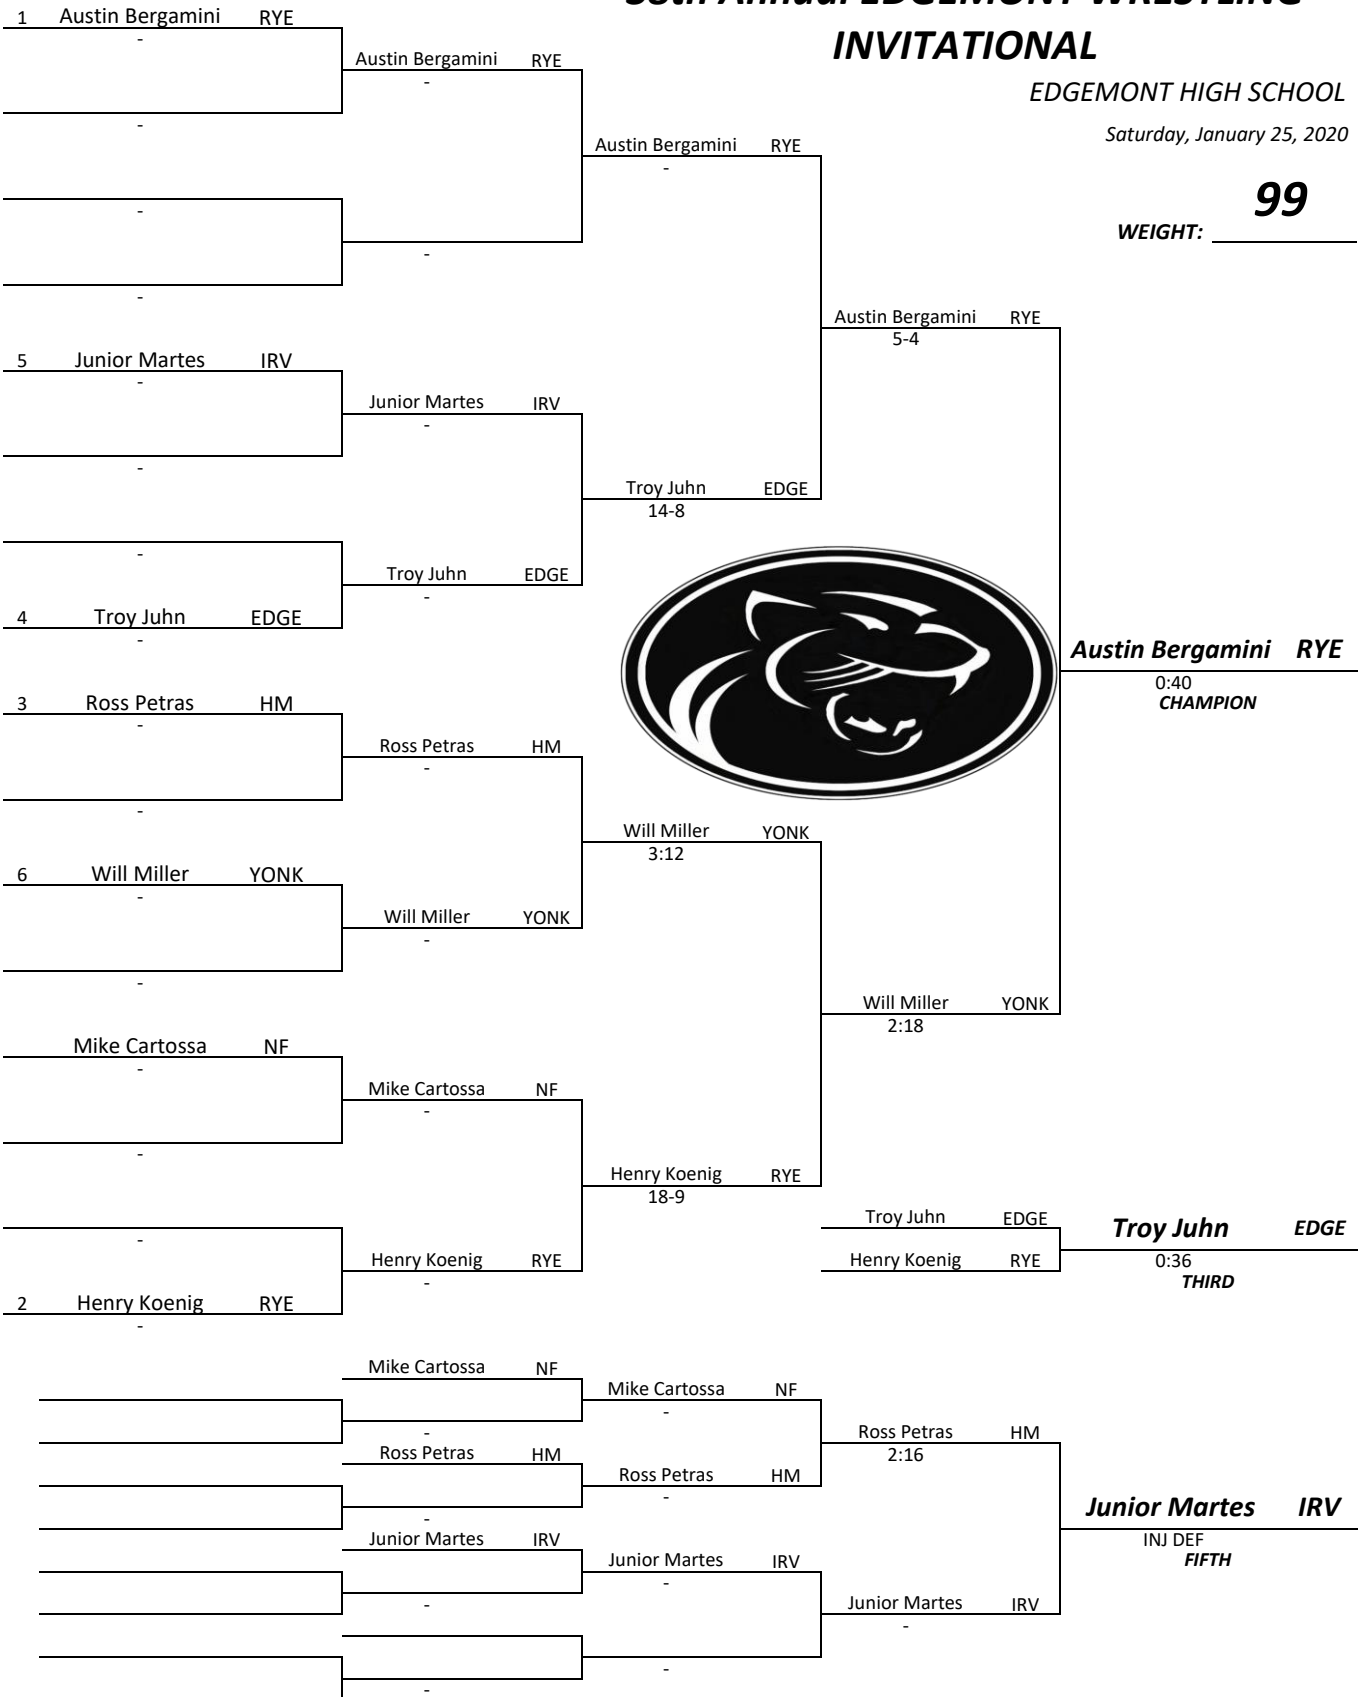 INVITATIONAL
EDGEMONT HIGH SCHOOL
Saturday, January 25, 2020
99
WEIGHT:
1 Austin Bergamini RYE
-
Austin Bergamini RYE
-
-
Austin Bergamini RYE
-
-
-
-
Austin Bergamini RYE
5-4
5 Junior Martes IRV
-
Junior Martes IRV
-
-
Troy Juhn EDGE
14-8
-
Troy Juhn EDGE
-
4 Troy Juhn EDGE
-
Austin Bergamini RYE
0:40
CHAMPION
3 Ross Petras HM
-
Ross Petras HM
-
-
Will Miller YONK
3:12
6 Will Miller YONK
-
Will Miller YONK
-
-
Will Miller YONK
2:18
Mike Cartossa NF
-
Mike Cartossa NF
-
-
Henry Koenig RYE
18-9
Troy Juhn EDGE
Troy Juhn EDGE
-
Henry Koenig RYE
-
Henry Koenig RYE
0:36
THIRD
2 Henry Koenig RYE
-
Mike Cartossa NF
Mike Cartossa NF
-
-
Ross Petras HM
2:16
Ross Petras HM
Ross Petras HM
-
-
Junior Martes IRV
INJ DEF
FIFTH
Junior Martes IRV
Junior Martes IRV
-
-
Junior Martes IRV
-
-
-